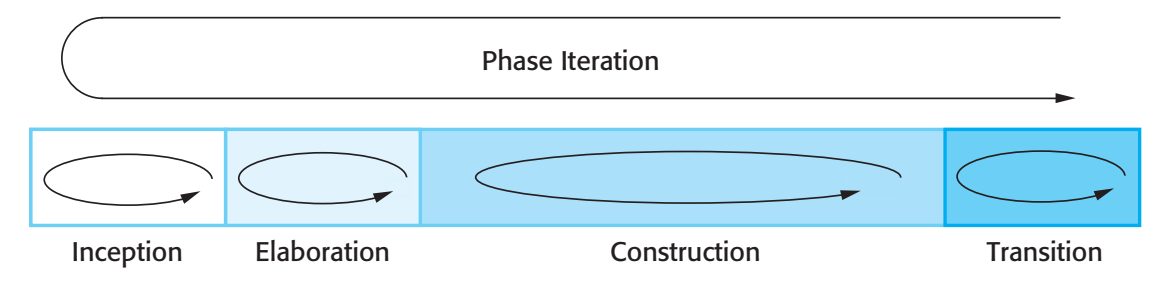 Phase Iteration
Inception Elaboration Construction Transition